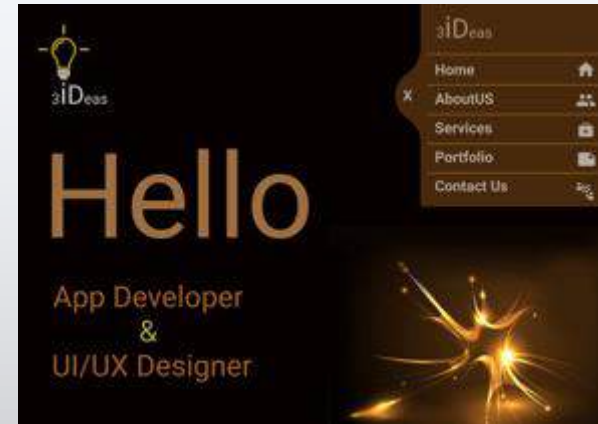 3iDeas
Hello
App Developer
&
UI/UX Designer
3iDeas
X
Home
AboutUS
Services
Portfolio
Contact Us